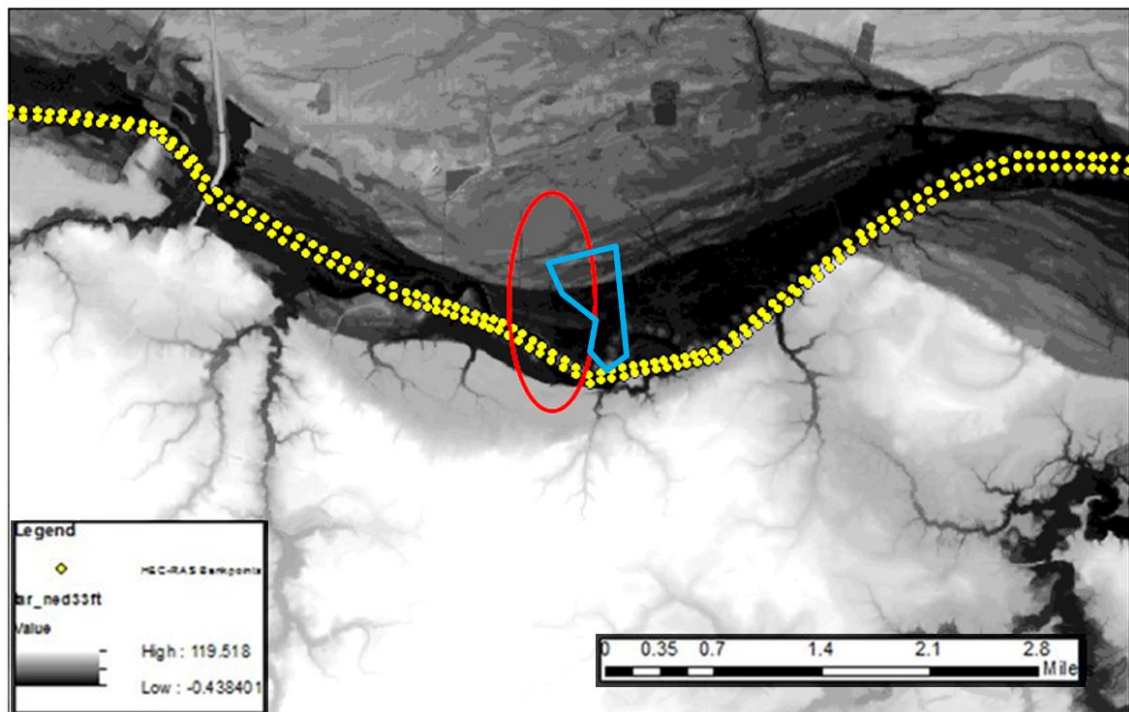 Legend
HEC-RAS Bankpoints
tar_ned33ft
Value
High : 119.518
Low : -0.438401
0 0.35 0.7 1.4 2.1 2.8
Miles